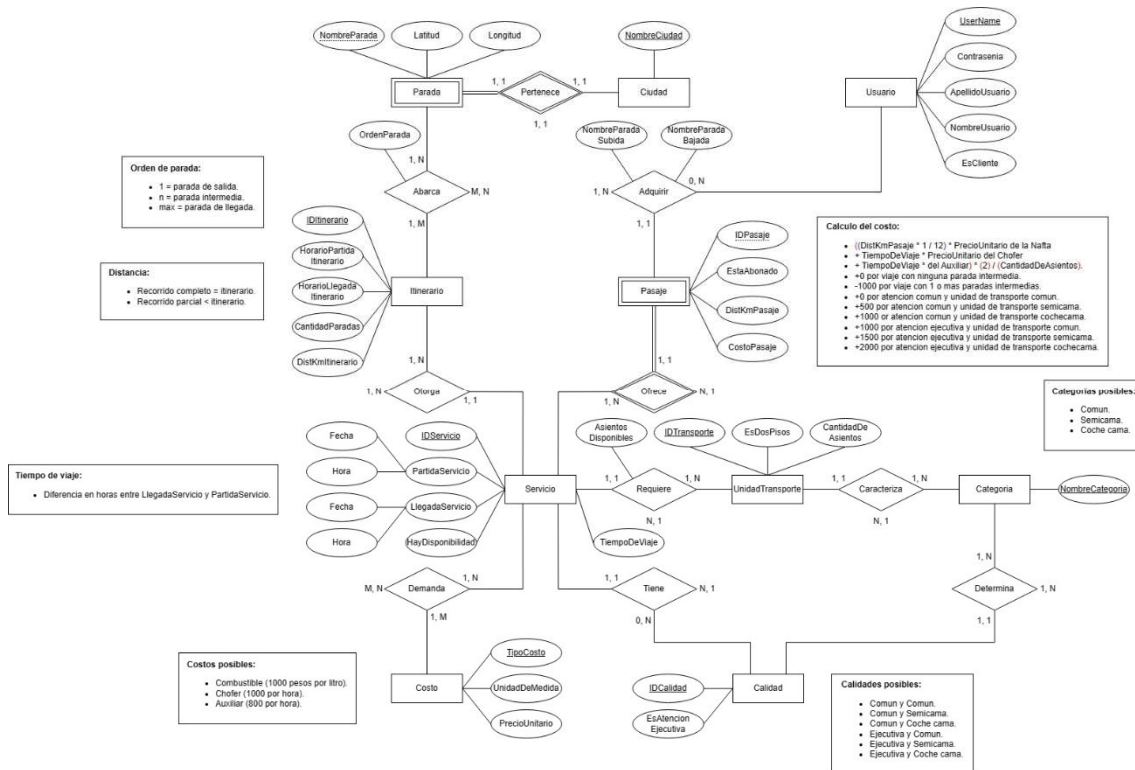 NombreParada
Latitud
Longitud
NombreCiudad
UserName
Contrasenia
ApellidoUsuario
NombreUsuario
EsCliente
Parada
1, 1
Pertenece
1, 1
Ciudad
1, 1
Usuario
OrdenParada
1, N
Abarca
M, N
1, M
NombreParada
Subida
NombreParada
Bajada
1, N
Adquirir
0, N
1, 1
Orden de parada:
1 = parada de salida.
n = parada intermedia.
max = parada de llegada.
Distancia:
Recorrido completo = itinerario.
Recorrido parcial < itinerario.
IDItinerario
HorarioPartida
Itinerario
HorarioLlegada
Itinerario
CantidadParadas
DistKmItinerario
Itinerario
IDPasaje
EstaAbonado
DistKmPasaje
CostoPasaje
Pasaje
Calculo del costo:
((DistKmPasaje * 1 / 12) * PrecioUnitario de la Nafta
+ TiempoDeViaje * PrecioUnitario del Chofer
+ TiempoDeViaje * del Auxiliar) * (2) / (CantidadDeAsientos).
+0 por viaje con ninguna parada intermedia.
-1000 por viaje con 1 o mas paradas intermedias.
+0 por atencion comun y unidad de transporte comun.
+500 por atencion comun y unidad de transporte semicama.
+1000 or atencion comun y unidad de transporte cochecama.
+1000 por atencion ejecutiva y unidad de transporte comun.
+1500 por atencion ejecutiva y unidad de transporte semicama.
+2000 por atencion ejecutiva y unidad de transporte cochecama.
1, N
1, N
Otorga
1, 1
1, 1
1, N
Ofrece
N, 1
Categorias posibles:
Comun.
Semicama.
Coche cama.
Tiempo de viaje:
Diferencia en horas entre LlegadaServicio y PartidaServicio.
Fecha
Hora
Fecha
Hora
IDServicio
PartidaServicio
LlegadaServicio
HayDisponibilidad
Servicio
Asientos
Disponibles
1, 1
Requiere
1, N
N, 1
TiempoDeViaje
IDTransporte
EsDosPisos
CantidadDe
Asientos
UnidadTransporte
1, 1
Caracteriza
1, N
N, 1
Categoria
NombreCategoria
M, N
Demanda
1, N
1, M
1, 1
Tiene
N, 1
0, N
1, N
Determina
1, N
1, 1
Costos posibles:
Combustible (1000 pesos por litro).
Chofer (1000 por hora).
Auxiliar (800 por hora).
Costo
TipoCosto
UnidadDeMedida
PrecioUnitario
IDCalidad
EsAtencion
Ejecutiva
Calidad
Calidades posibles:
Comun y Comun.
Comun y Semicama.
Comun y Coche cama.
Ejecutiva y Comun.
Ejecutiva y Semicama.
Ejecutiva y Coche cama.